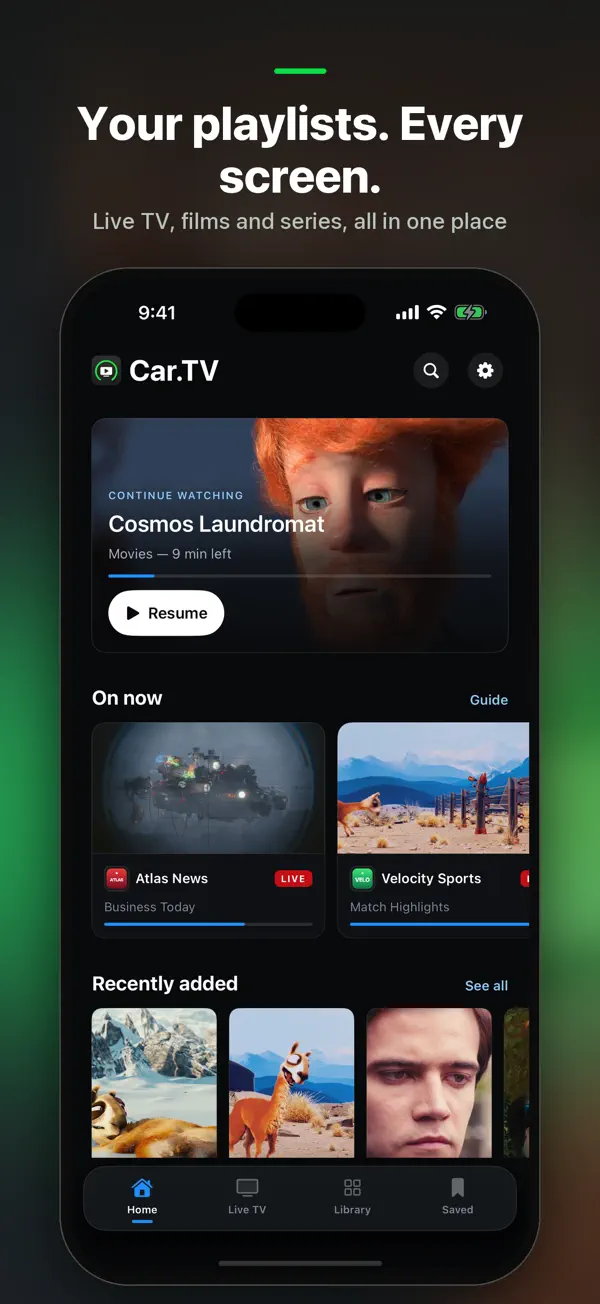 Your playlists. Every
screen.
Live TV, films and series, all in one place
9:41
Car.TV
CONTINUE WATCHING
Cosmos Laundromat
Movies — 9 min left
Resume
On now
Guide
ATLAS
Atlas News
LIVE
VELO
Velocity Sports
Business Today
Match Highlights
Recently added
See all
Home
Live TV
Library
Saved